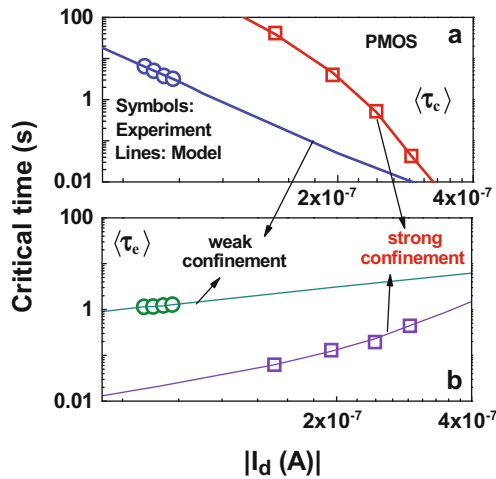 100
PMOS
a
⟨τc⟩
1
Symbols:
Experiment
Lines: Model
0.01
2x10⁻⁷
4x10⁻⁷
Critical time (s)
100
⟨τe⟩
weak
confinement
strong
confinement
1
0.01
b
2x10⁻⁷
4x10⁻⁷
|Id (A)|